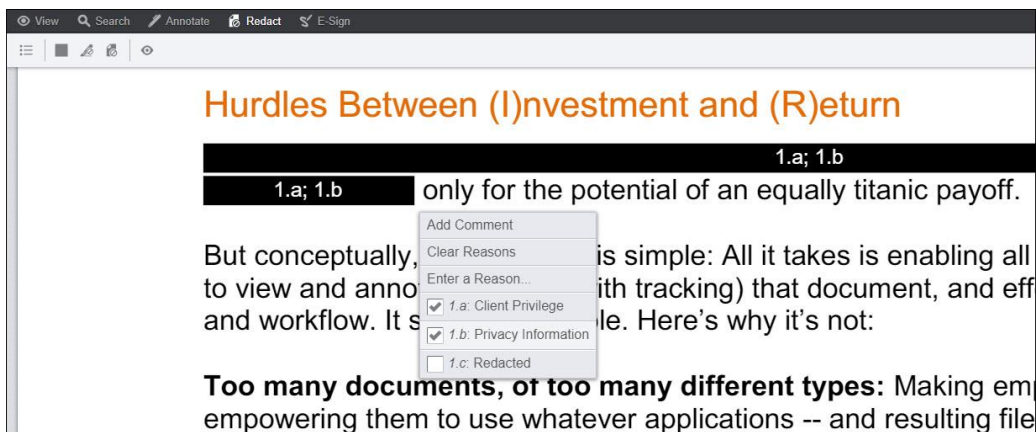 View Search Annotate Redact E-Sign
Hurdles Between (I)nvestment and (R)eturn
1.a; 1.b
1.a; 1.b only for the potential of an equally titanic payoff.
Add Comment
Clear Reasons
Enter a Reason...
1.a: Client Privilege
1.b: Privacy Information
1.c: Redacted
But conceptually, is simple: All it takes is enabling all
to view and anno ith tracking) that document, and eff
and workflow. It s le. Here's why it's not:
Too many documents, of too many different types: Making emp
empowering them to use whatever applications -- and resulting file